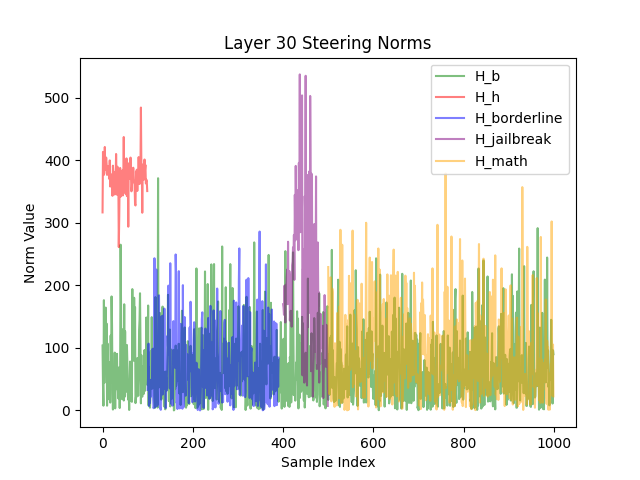 Layer 30 Steering Norms
Norm Value
500
400
300
200
100
0
0 200 400 600 800 1000
Sample Index
H_b
H_h
H_borderline
H_jailbreak
H_math